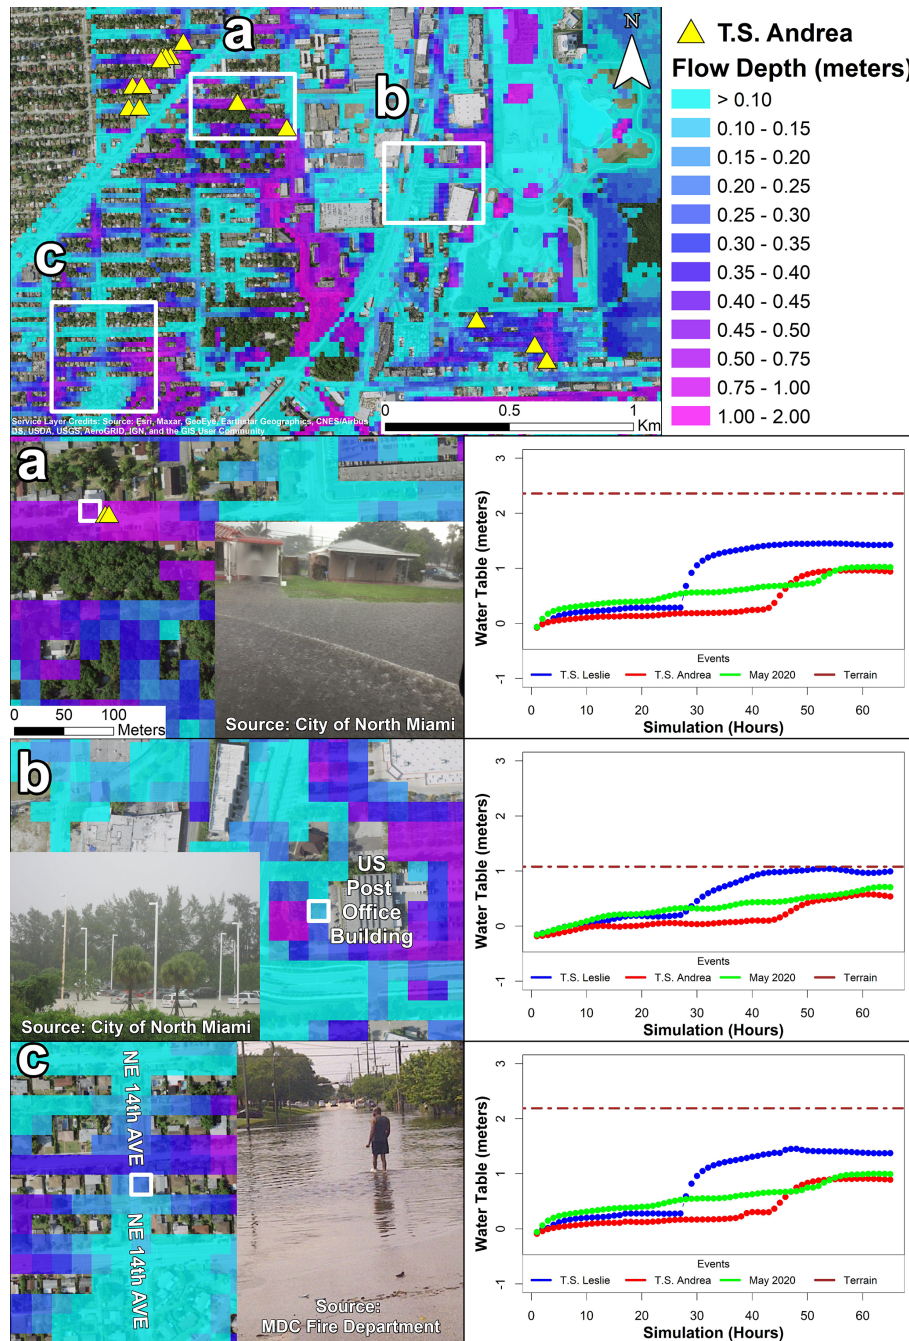 a
b
c
N
T.S. Andrea
Flow Depth (meters)
> 0.10
0.10 - 0.15
0.15 - 0.20
0.20 - 0.25
0.25 - 0.30
0.30 - 0.35
0.35 - 0.40
0.40 - 0.45
0.45 - 0.50
0.50 - 0.75
0.75 - 1.00
1.00 - 2.00
0 0.5 1
Km
Service Layer Credits: Source: Esri, Maxar, GeoEye, Earthstar Geographics, CNES/Airbus
DS, USDA, USGS, AeroGRID, IGN, and the GIS User Community
a
0 50 100
Meters
Source: City of North Miami
Water Table (meters)
3
2
1
0
-1
Events
T.S. Leslie T.S. Andrea May 2020 Terrain
0 10 20 30 40 50 60
Simulation (Hours)
b
US
Post
Office
Building
Source: City of North Miami
Water Table (meters)
3
2
1
0
-1
Events
T.S. Leslie T.S. Andrea May 2020 Terrain
0 10 20 30 40 50 60
Simulation (Hours)
c
NE 14th AVE
NE 14th AVE
Source:
MDC Fire Department
Water Table (meters)
3
2
1
0
-1
Events
T.S. Leslie T.S. Andrea May 2020 Terrain
0 10 20 30 40 50 60
Simulation (Hours)